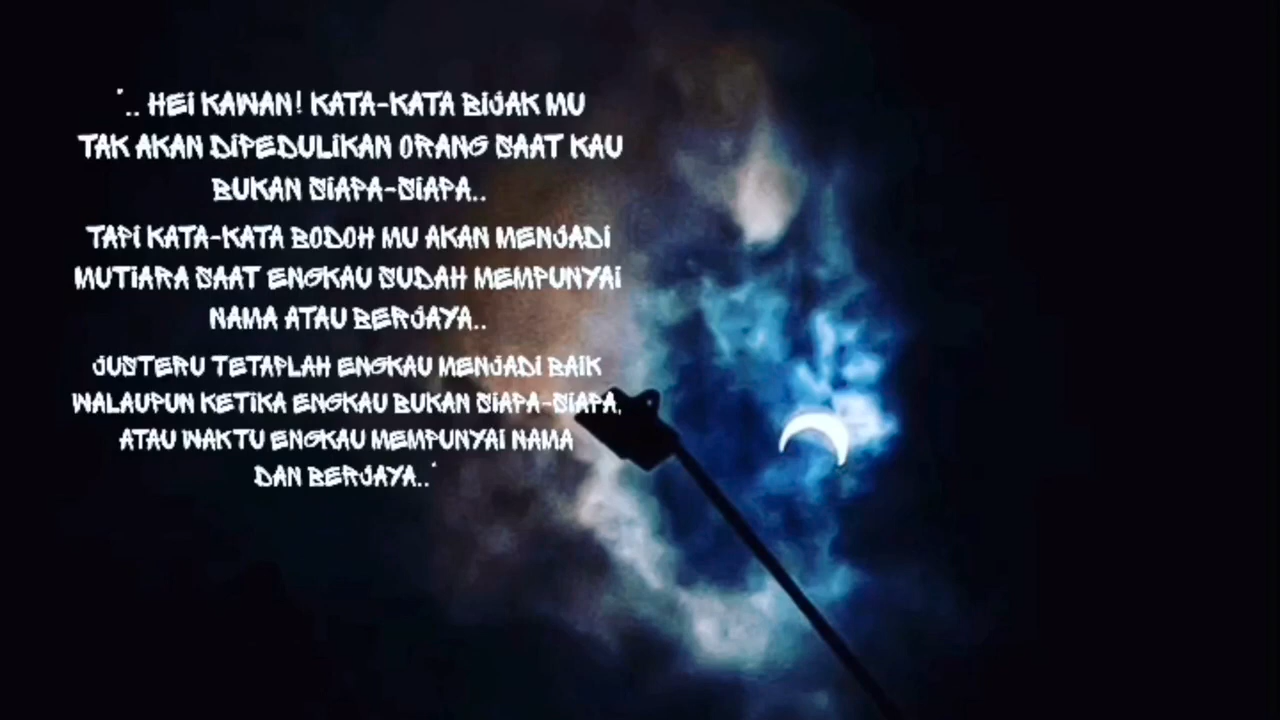 ".. HEI KAWAN! KATA-KATA BIJAK MU
TAK AKAN DIPEDULIKAN ORANG SAAT KAU
BUKAN SIAPA-SIAPA..
TAPI KATA-KATA BODOH MU AKAN MENJADI
MUTIARA SAAT ENGKAU SUDAH MEMPUNYAI
NAMA ATAU BERJAYA..
JUSTERU TETAPLAH ENGKAU MENJADI BAIK
WALAUPUN KETIKA ENGKAU BUKAN SIAPA-SIAPA,
ATAU WAKTU ENGKAU MEMPUNYAI NAMA
DAN BERJAYA.."